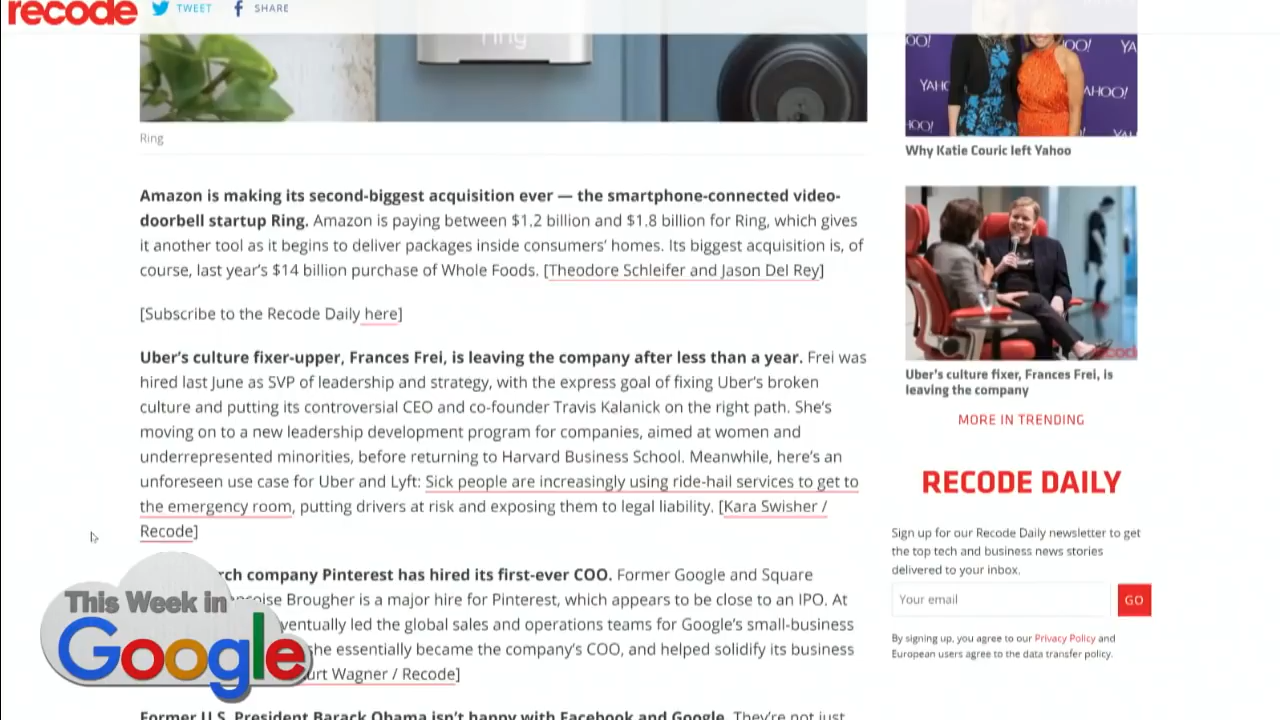 recode
TWEET
SHARE
ring
Ring
Amazon is making its second-biggest acquisition ever — the smartphone-connected video-
doorbell startup Ring. Amazon is paying between $1.2 billion and $1.8 billion for Ring, which gives
it another tool as it begins to deliver packages inside consumers’ homes. Its biggest acquisition is, of
course, last year’s $14 billion purchase of Whole Foods. [Theodore Schleifer and Jason Del Rey]
[Subscribe to the Recode Daily here]
Uber’s culture fixer-upper, Frances Frei, is leaving the company after less than a year. Frei was
hired last June as SVP of leadership and strategy, with the express goal of fixing Uber’s broken
culture and putting its controversial CEO and co-founder Travis Kalanick on the right path. She’s
moving on to a new leadership development program for companies, aimed at women and
underrepresented minorities, before returning to Harvard Business School. Meanwhile, here’s an
unforeseen use case for Uber and Lyft: Sick people are increasingly using ride-hail services to get to
the emergency room, putting drivers at risk and exposing them to legal liability. [Kara Swisher /
Recode]
rch company Pinterest has hired its first-ever COO. Former Google and Square
oise Brougher is a major hire for Pinterest, which appears to be close to an IPO. At
ventually led the global sales and operations teams for Google’s small-business
she essentially became the company’s COO, and helped solidify its business
urt Wagner / Recode]
Former U.S. President Barack Obama isn’t happy with Facebook and Google. They’re not just
This Week in
Google
OO!
OO!
YA
YAHO
AHOO!
HOO!
Why Katie Couric left Yahoo
recod
Uber’s culture fixer, Frances Frei, is
leaving the company
MORE IN TRENDING
RECODE DAILY
Sign up for our Recode Daily newsletter to get
the top tech and business news stories
delivered to your inbox.
Your email
GO
By signing up, you agree to our Privacy Policy and
European users agree to the data transfer policy.